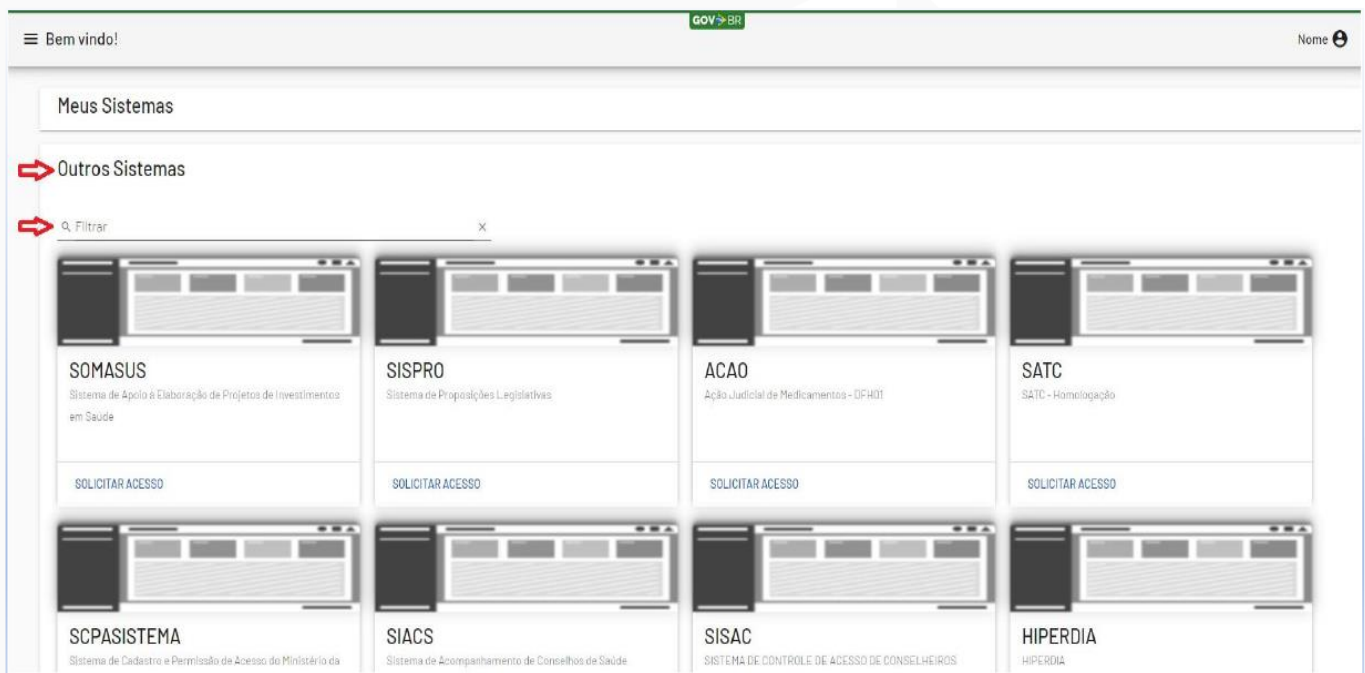 GOV BR
Bem vindo!
Nome
Meus Sistemas
Outros Sistemas
Filtrar
SOMASUS
Sistema de Apoio à Elaboração de Projetos de Investimentos
em Saúde
SOLICITAR ACESSO
SISPRO
Sistema de Proposições Legislativas
SOLICITAR ACESSO
ACAO
Ação Judicial de Medicamentos - DFHO1
SOLICITAR ACESSO
SATC
SATC - Homologação
SOLICITAR ACESSO
SCPASISTEMA
Sistema de Cadastro e Permissão de Acesso do Ministério da
SIACS
Sistema de Acompanhamento de Conselhos de Saúde
SISAC
SISTEMA DE CONTROLE DE ACESSO DE CONSELHEIROS
HIPERDIA
HIPERDIA